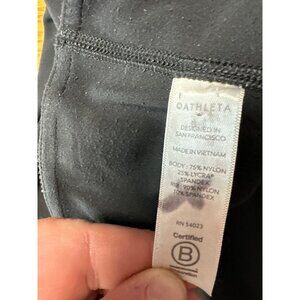 ATHLETA
DESIGNED IN
SAN FRANCISCO
MADE IN VIETNAM
BODY: 75% NYLON
25% LYCRA®
SPANDEX
90% NYLON
10% SPANDEX
RN 54023
Certified
B